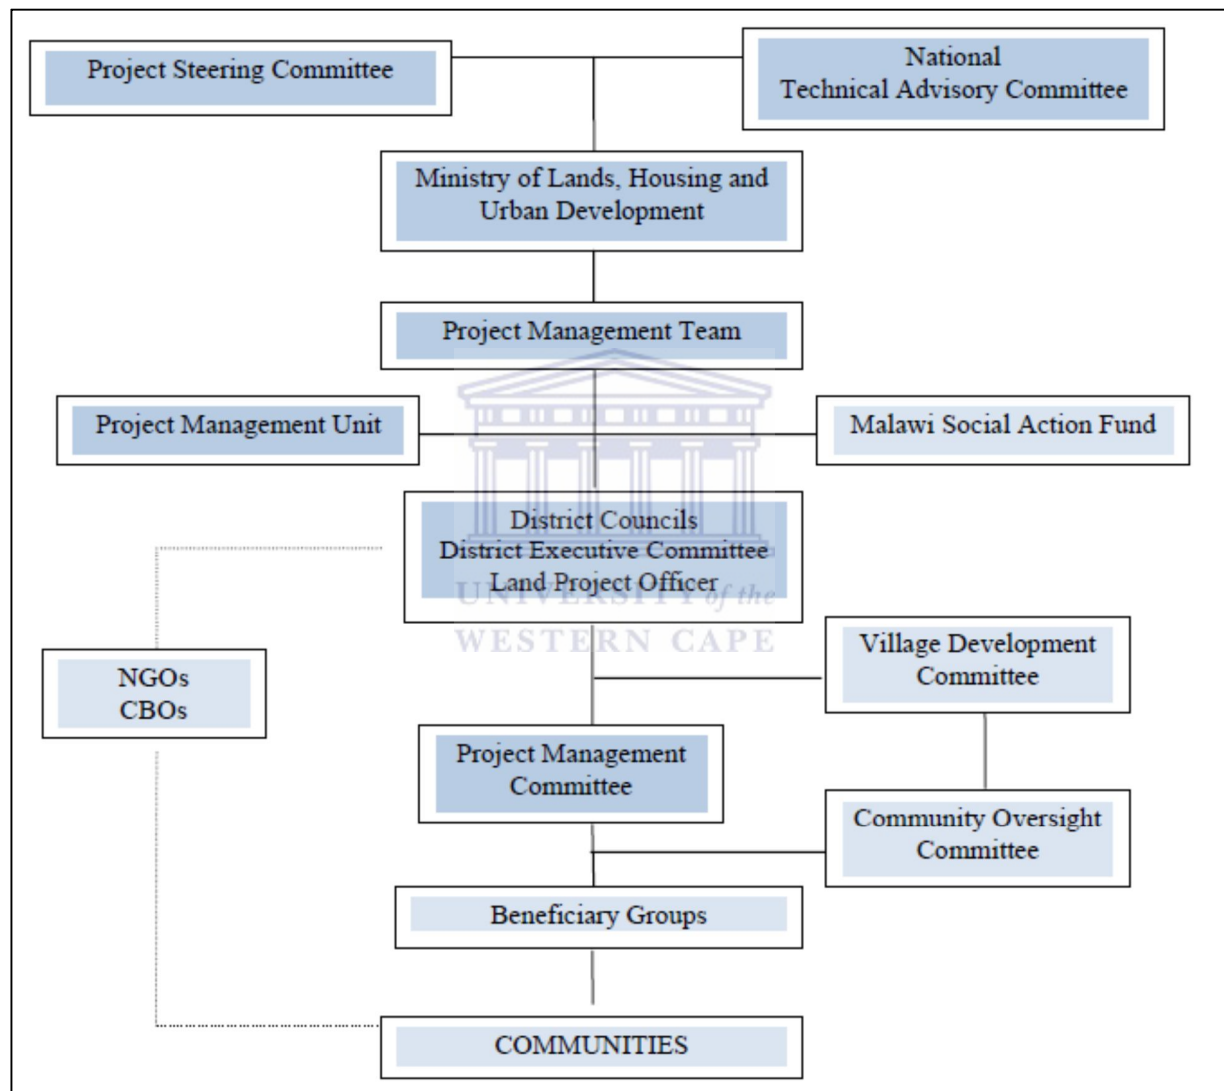 Project Steering Committee
National
Technical Advisory Committee
Ministry of Lands, Housing and
Urban Development
Project Management Team
Project Management Unit
Malawi Social Action Fund
District Councils
District Executive Committee
Land Project Officer
UNIVERSITY of the
WESTERN CAPE
Village Development
Committee
NGOs
CBOs
Project Management
Committee
Community Oversight
Committee
Beneficiary Groups
COMMUNITIES